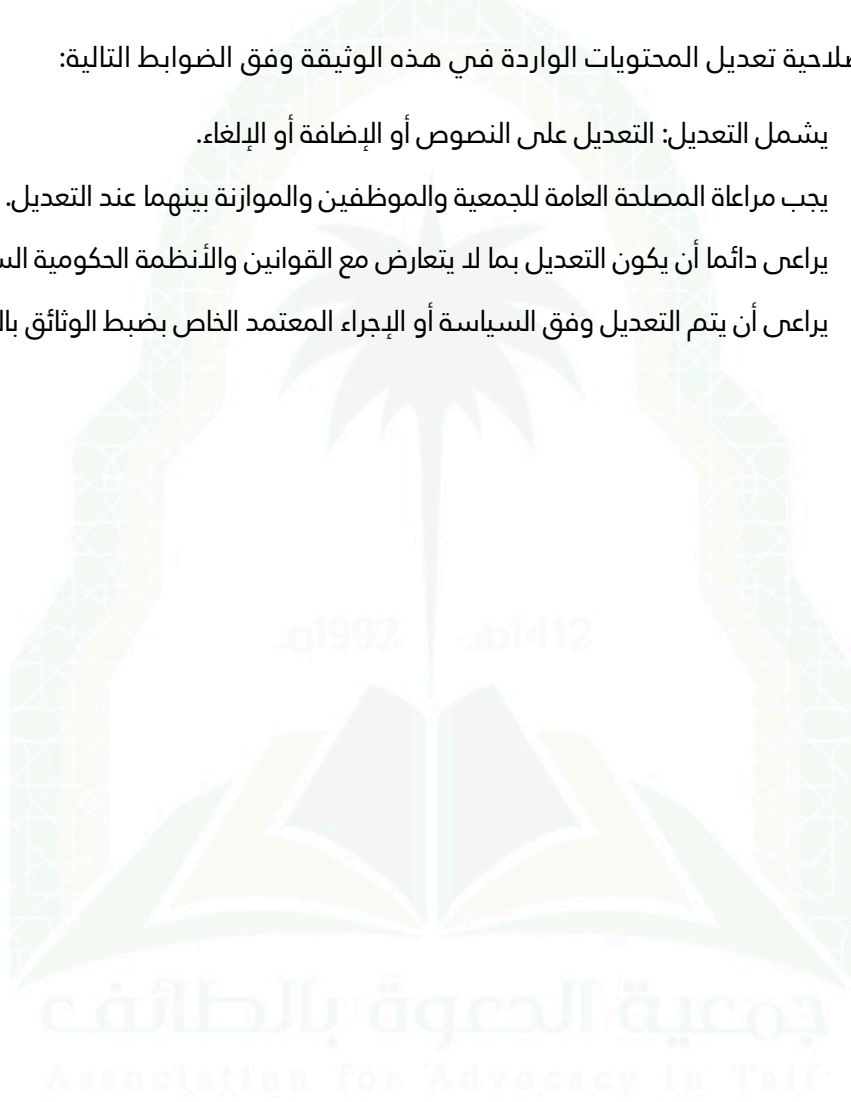 صلاحية تعديل المحتويات الواردة في هذه الوثيقة وفق الضوابط التالية:
يشمل التعديل: التعديل على النصوص أو الإضافة أو الإلغاء.
يجب مراعاة المصلحة العامة للجمعية والموظفين والموازنة بينهما عند التعديل.
يراعى دائما أن يكون التعديل بما لا يتعارض مع القوانين والأنظمة الحكومية
يراعى أن يتم التعديل وفق السياسة أو الإجراء المعتمد الخاص بضبط الوثائق
1412هـ 1992م
جمعية الدعوة بالطائف
Association for Advocacy in Taif